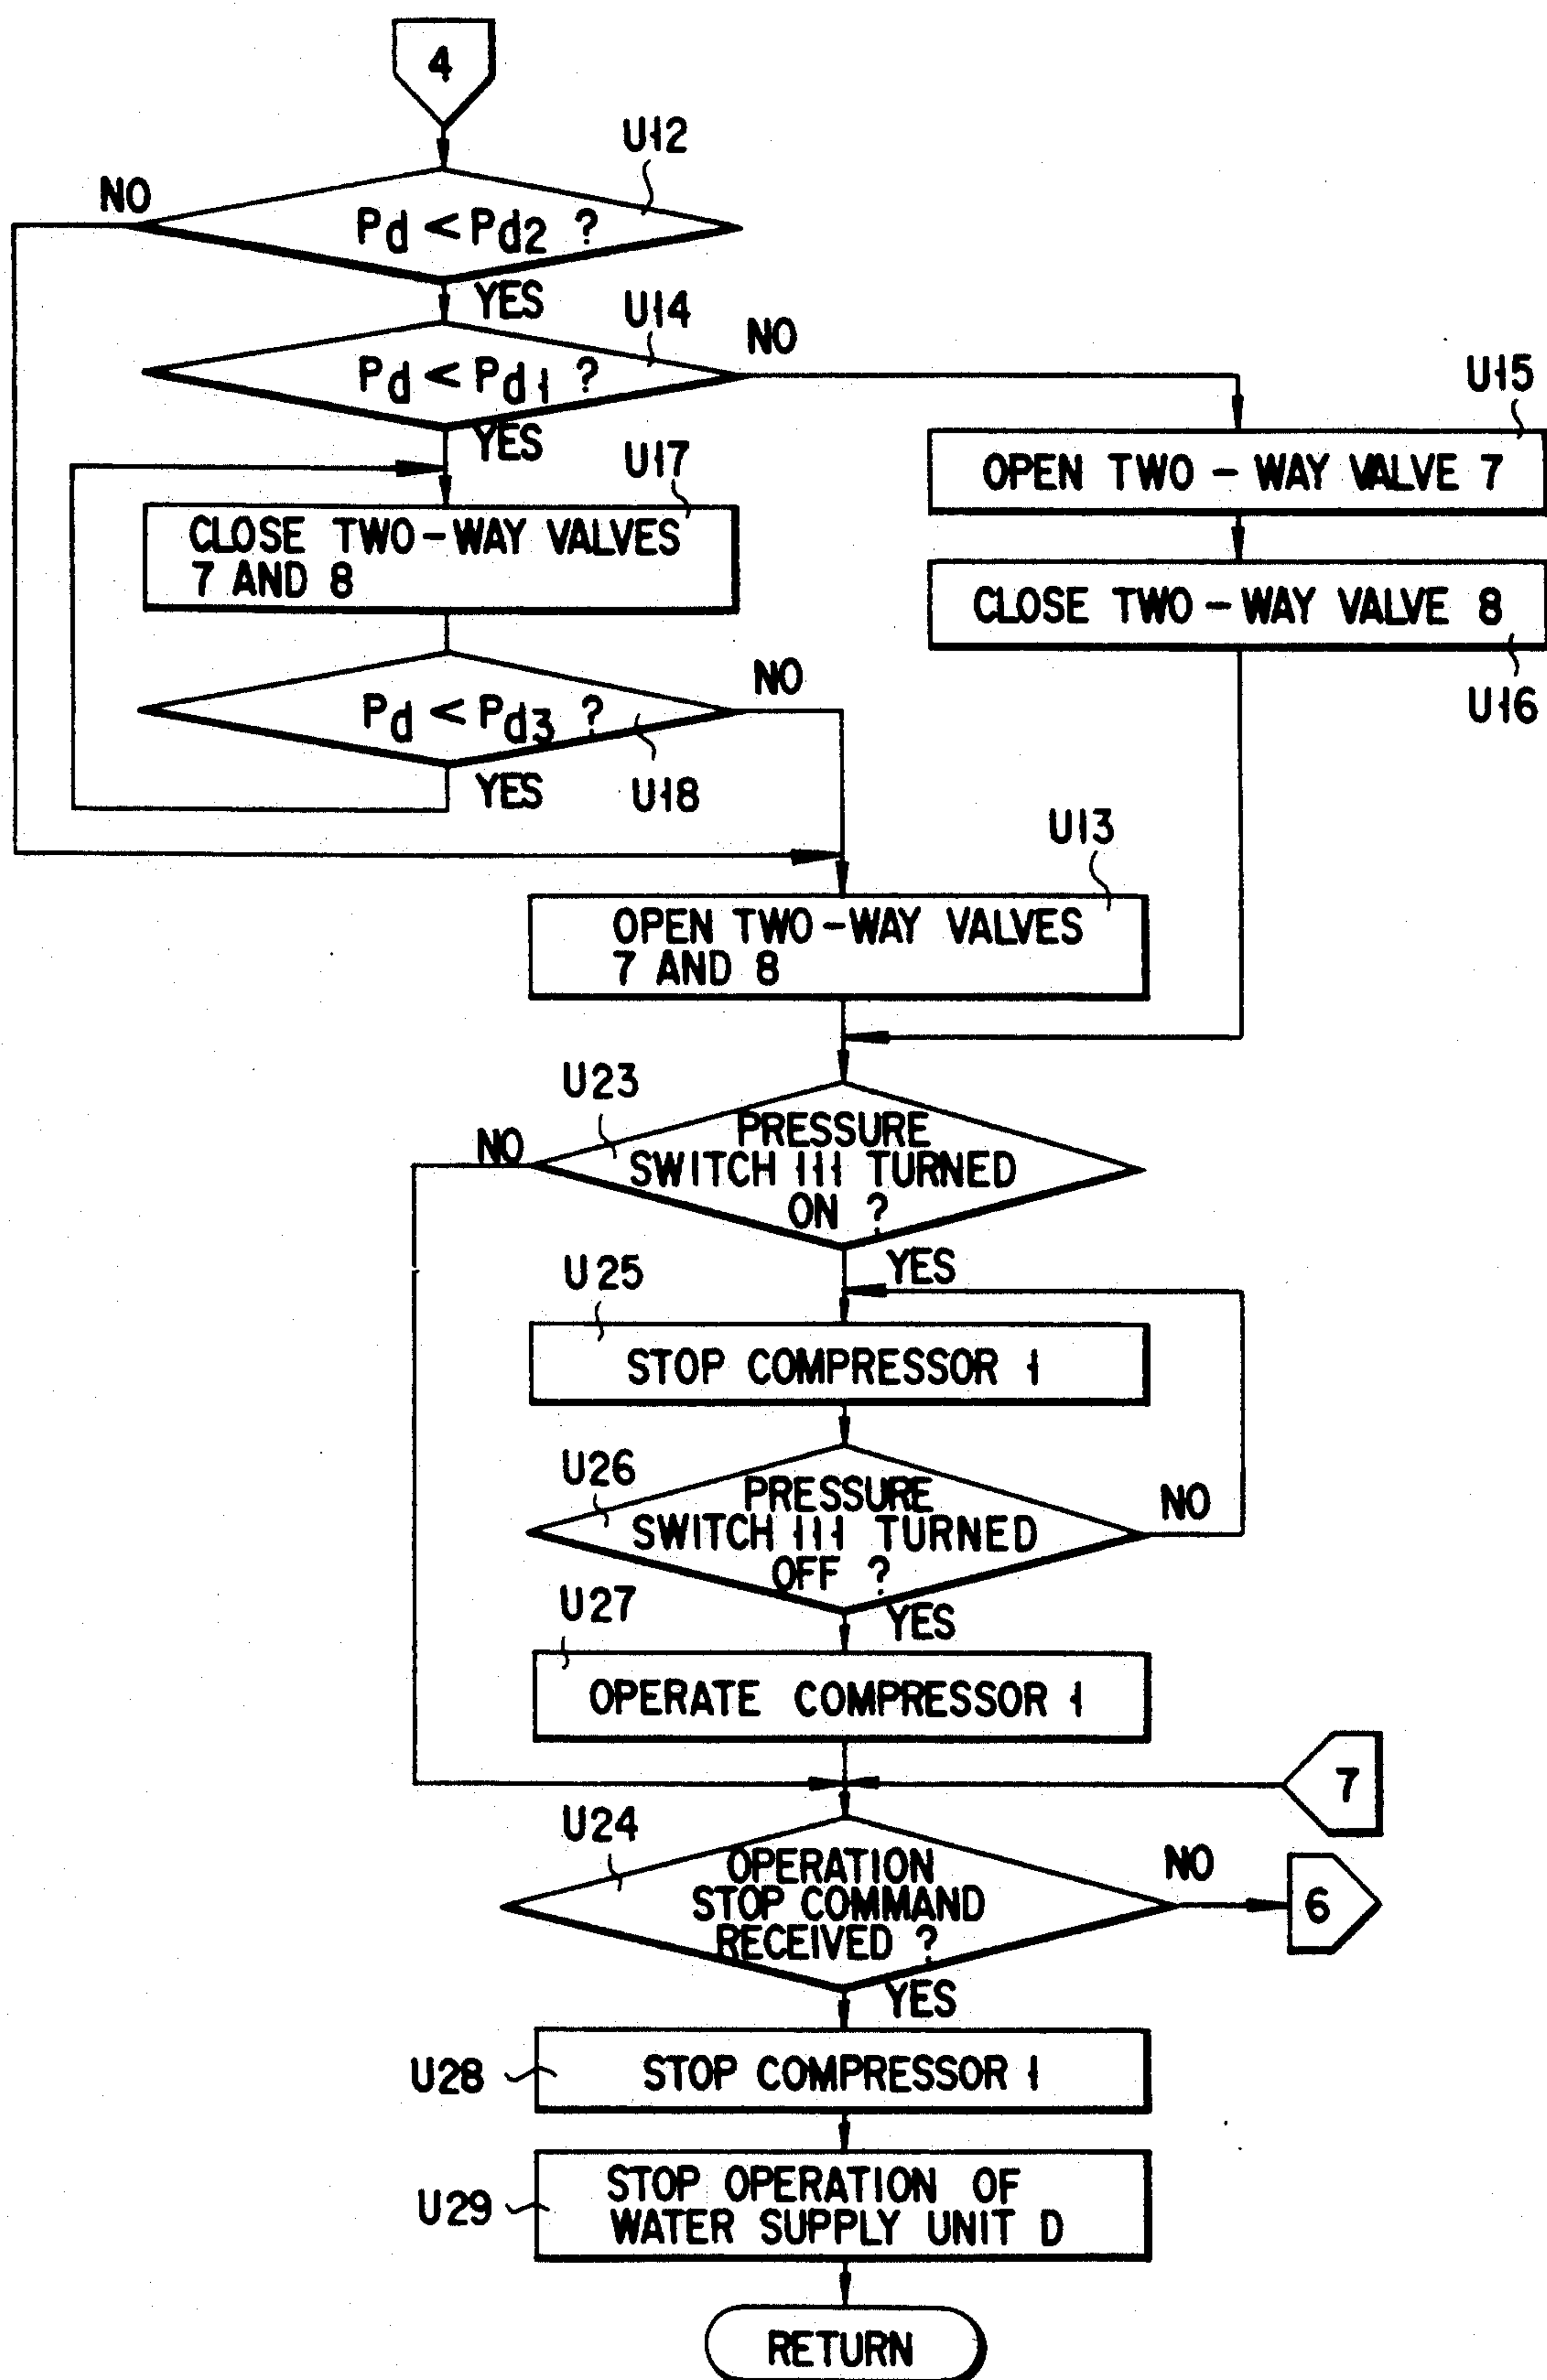 4
U12
NO
Pd < Pd2 ?
YES
U14
NO
Pd < Pd1 ?
YES
U15
OPEN TWO-WAY VALVE 7
U17
CLOSE TWO-WAY VALVES
7 AND 8
CLOSE TWO-WAY VALVE 8
U16
NO
Pd < Pd3 ?
YES
U18
U13
OPEN TWO-WAY VALVES
7 AND 8
U23
NO
PRESSURE
SWITCH 111 TURNED
ON ?
YES
U25
STOP COMPRESSOR 1
U26
PRESSURE
SWITCH 111 TURNED
OFF ?
NO
YES
U27
OPERATE COMPRESSOR 1
7
U24
OPERATION
STOP COMMAND
RECEIVED ?
NO
6
YES
U28
STOP COMPRESSOR 1
U29
STOP OPERATION OF
WATER SUPPLY UNIT D
RETURN